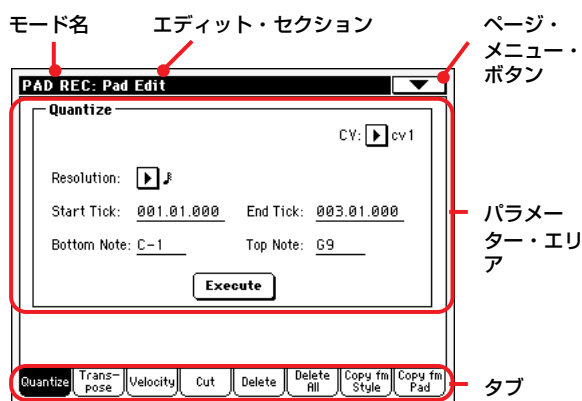 モード名
エディット・セクション
ページ・
メニュー・
ボタン
PAD REC: Pad Edit
Quantize
CV: cv1
Resolution:
Start Tick: 001.01.000 End Tick: 003.01.000
Bottom Note: C-1 Top Note: G9
Execute
パラメー
ター・エリ
ア
Quantize
Trans-
pose
Velocity
Cut
Delete
Delete
All
Copy fm
Style
Copy fm
Pad
タブ